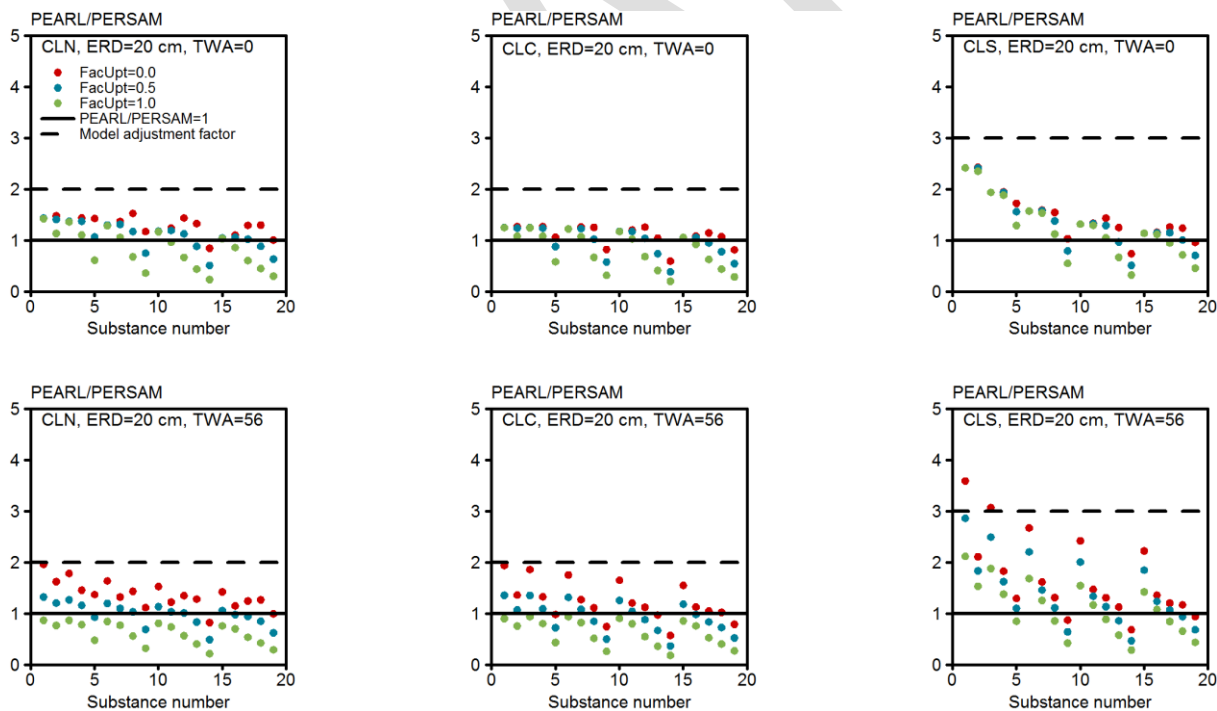 PEARL/PERSAM
CLN, ERD=20 cm, TWA=0
FacUpt=0.0
FacUpt=0.5
FacUpt=1.0
PEARL/PERSAM=1
Model adjustment factor
5
4
3
2
1
0
0 5 10 15 20
Substance number
PEARL/PERSAM
CLC, ERD=20 cm, TWA=0
5
4
3
2
1
0
0 5 10 15 20
Substance number
PEARL/PERSAM
CLS, ERD=20 cm, TWA=0
5
4
3
2
1
0
0 5 10 15 20
Substance number
PEARL/PERSAM
CLN, ERD=20 cm, TWA=56
5
4
3
2
1
0
0 5 10 15 20
Substance number
PEARL/PERSAM
CLC, ERD=20 cm, TWA=56
5
4
3
2
1
0
0 5 10 15 20
Substance number
PEARL/PERSAM
CLS, ERD=20 cm, TWA=56
5
4
3
2
1
0
0 5 10 15 20
Substance number